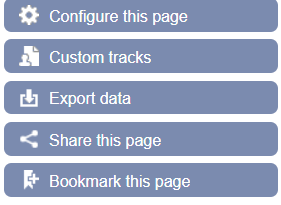 Configure this page
Custom tracks
Export data
Share this page
Bookmark this page